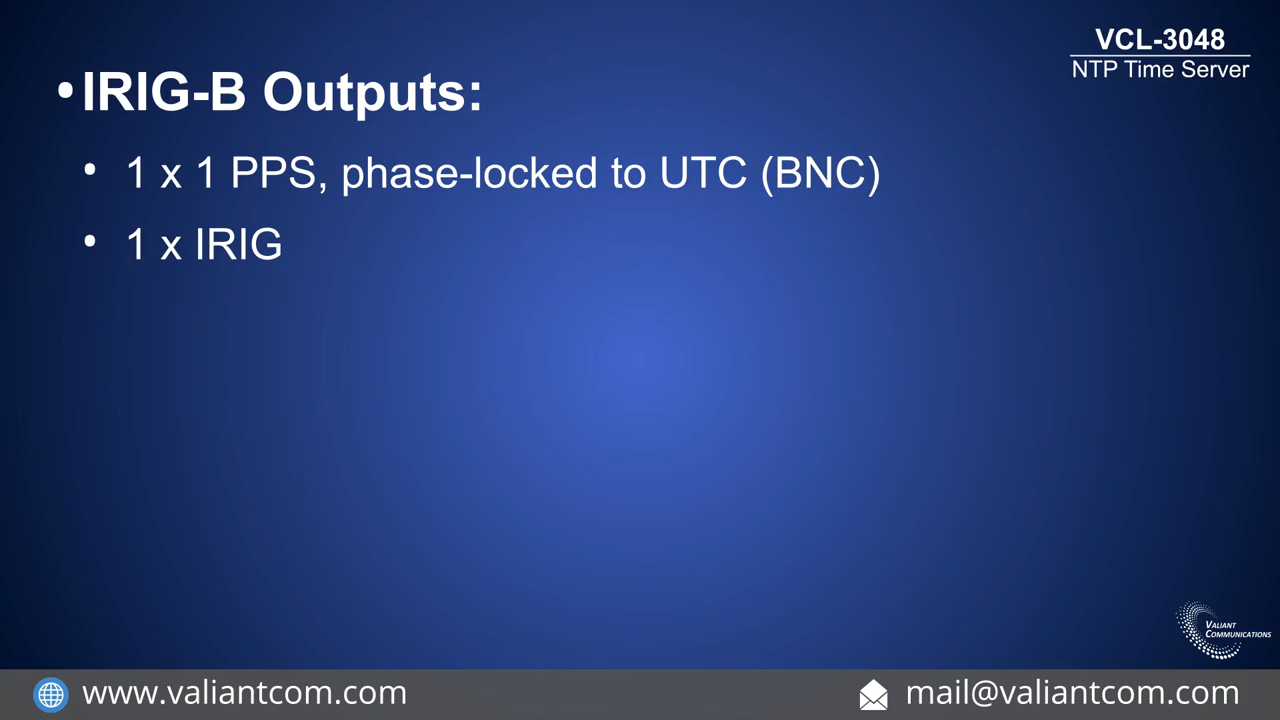 VCL-3048
NTP Time Server
• IRIG-B Outputs:
• 1 x 1 PPS, phase-locked to UTC (BNC)
• 1 x IRIG
VALIANT
COMMUNICATIONS
www.valiantcom.com
mail@valiantcom.com